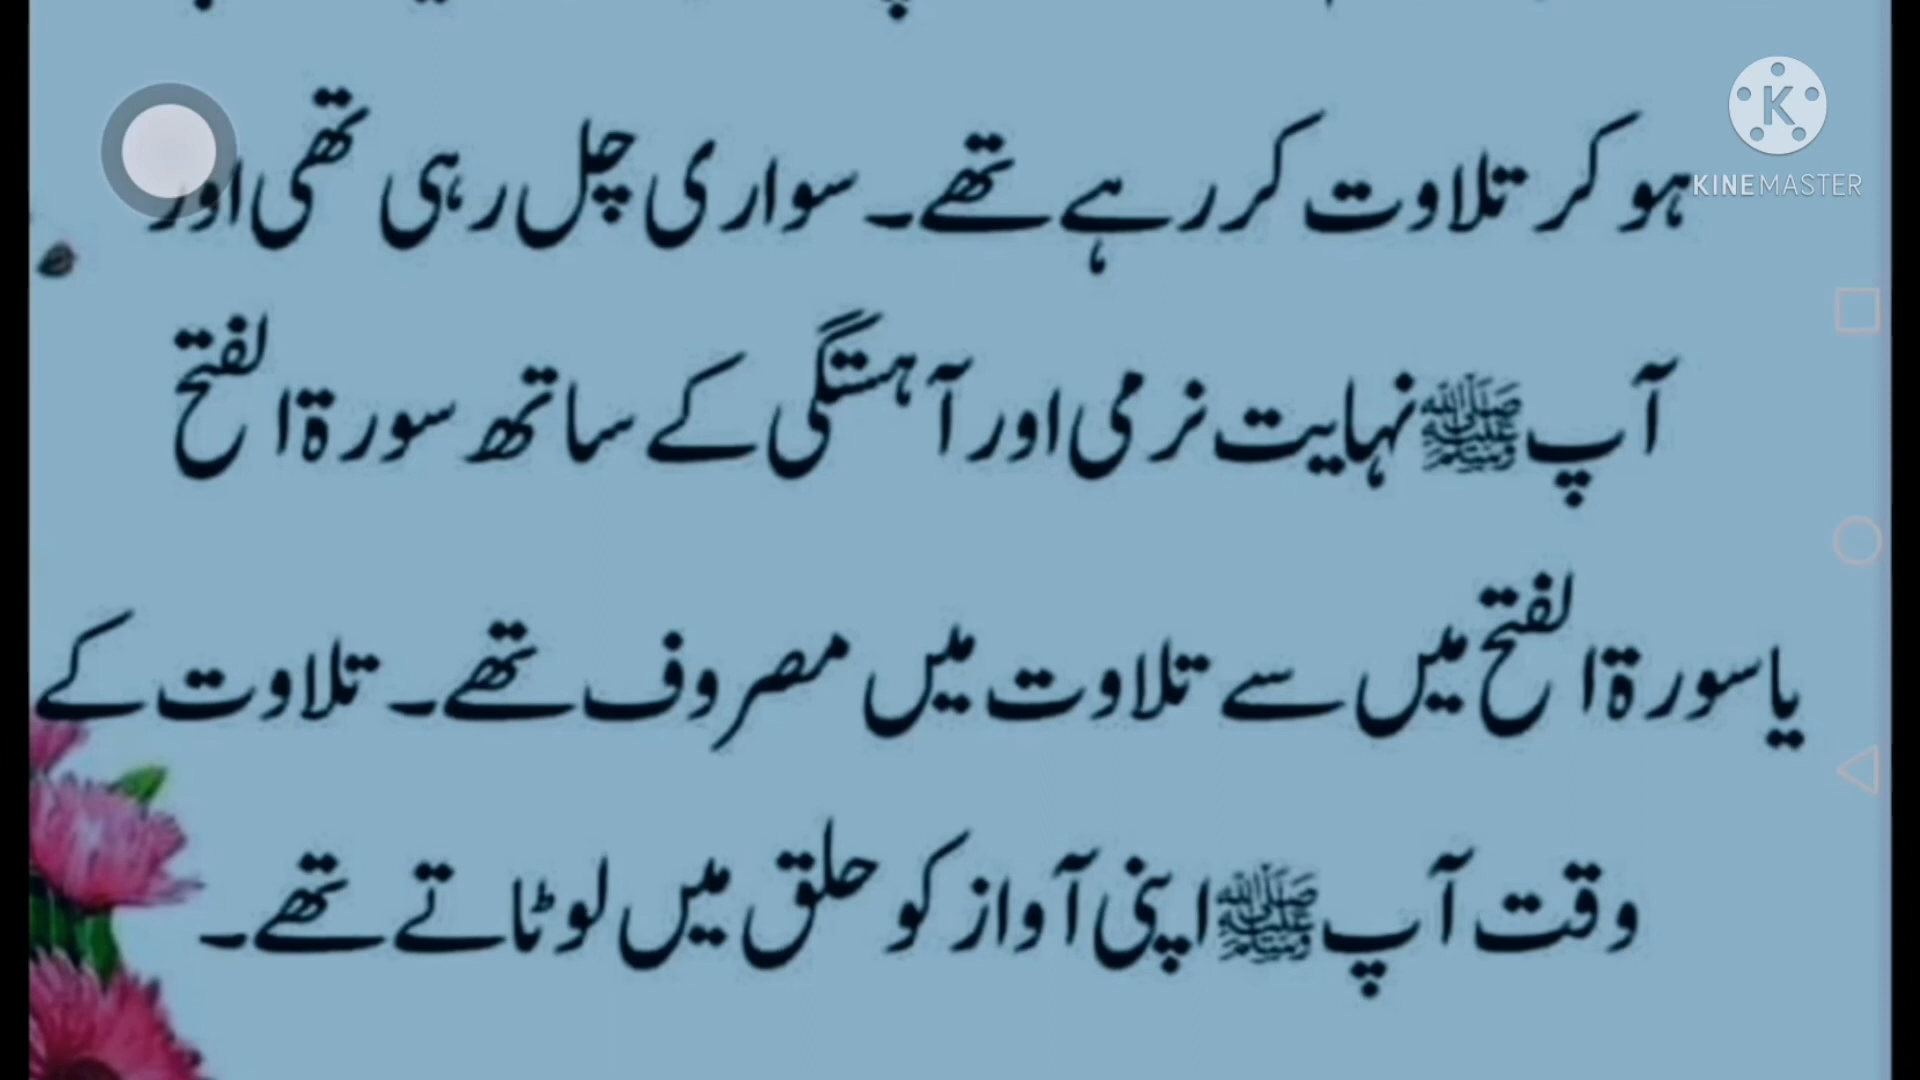 KINEMASTER
ہو کر تلاوت کر رہے تھے۔ سواری چل رہی تھی اور
آپ ﷺ نہایت نرمی اور آہستگی کے ساتھ سورۃ الفتح
یا سورۃ الفتح میں سے تلاوت میں مصروف تھے۔ تلاوت کے
وقت آپ ﷺ اپنی آواز کو حلق میں لوٹاتے تھے۔